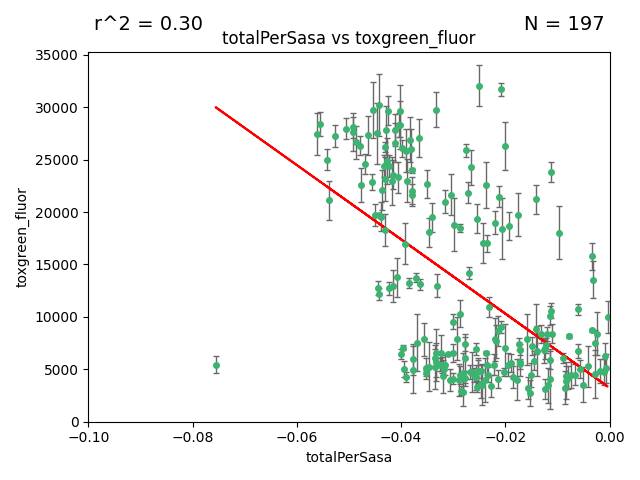 r^2 = 0.30
N = 197
totalPerSasa vs toxgreen_fluor
35000
30000
25000
20000
15000
10000
5000
0
toxgreen_fluor
−0.10
−0.08
−0.06
−0.04
−0.02
0.00
totalPerSasa